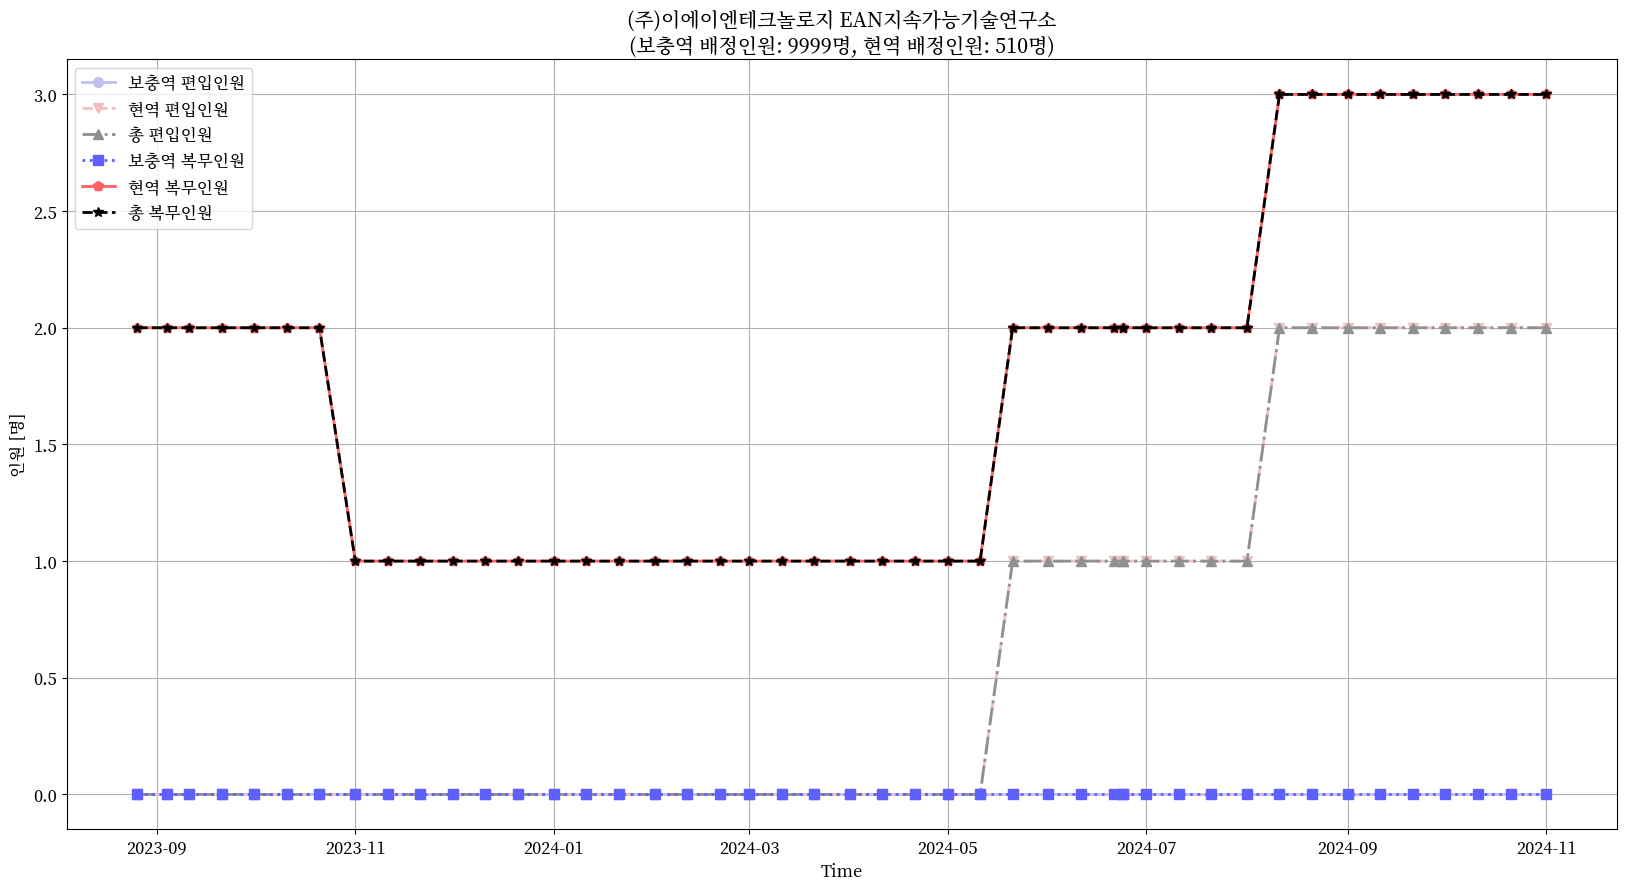 (주)이에이엔테크놀로지 EAN지속가능기술연구소
(보충역 배정인원: 9999명, 현역 배정인원: 510명)
보충역 편입인원
현역 편입인원
총 편입인원
보충역 복무인원
현역 복무인원
총 복무인원
3.0
2.5
2.0
1.5
1.0
0.5
0.0
인원 [명]
2023-09 2023-11 2024-01 2024-03 2024-05 2024-07 2024-09 2024-11
Time